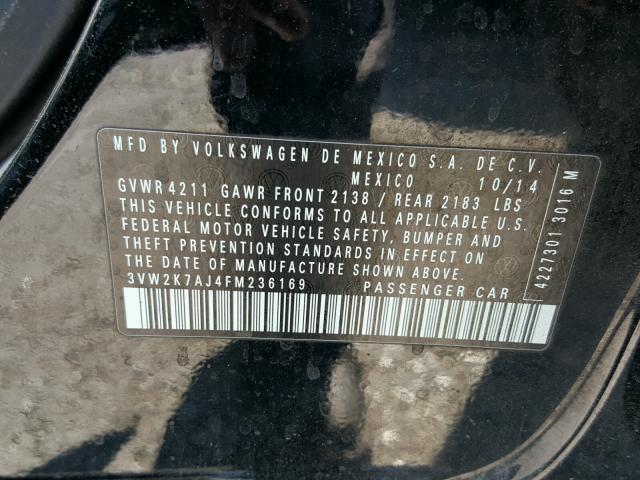 MFD BY VOLKSWAGEN DE MEXICO S.A. DE C.V.
MEXICO 10/14
GVWR 4211 GAWR FRONT 2138 / REAR 2183 LBS
THIS VEHICLE CONFORMS TO ALL APPLICABLE U.S.
FEDERAL MOTOR VEHICLE SAFETY, BUMPER AND
THEFT PREVENTION STANDARDS IN EFFECT ON
THE DATE OF MANUFACTURE SHOWN ABOVE.
3VW2K7AJ4FM236169 PASSENGER CAR
4227301 3016 M